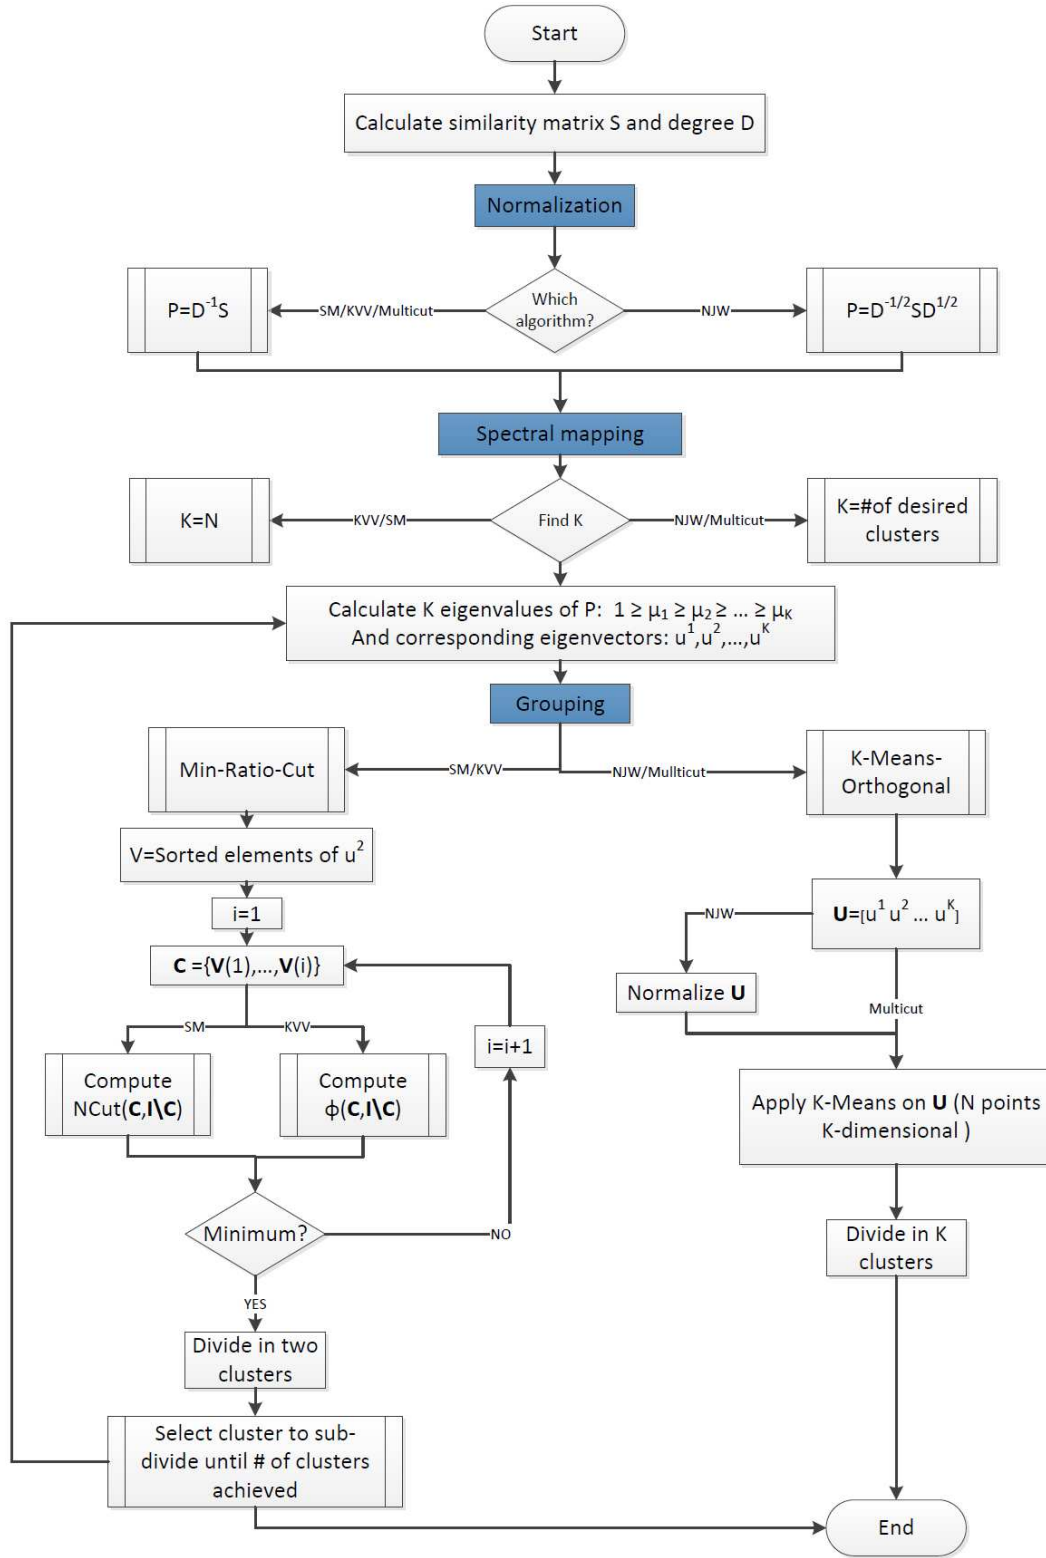 Start
Calculate similarity matrix S and degree D
Normalization
P=D⁻¹S
SM/KVV/Multicut
Which
algorithm?
NJW
P=D⁻¹/²SD¹/²
Spectral mapping
K=N
KVV/SM
Find K
NJW/Multicut
K=#of desired
clusters
Calculate K eigenvalues of P: 1 ≥ μ₁ ≥ μ₂ ≥ ... ≥ μ_K
And corresponding eigenvectors: u¹,u²,...,uᴷ
Grouping
Min-Ratio-Cut
SM/KVV
NJW/Mullticut
K-Means-
Orthogonal
V=Sorted elements of u²
i=1
C ={V(1),...,V(i)}
NJW
U=[u¹ u² ... uᴷ]
Normalize U
Multicut
SM
KVV
i=i+1
Compute
NCut(C,I\C)
Compute
ϕ(C,I\C)
Apply K-Means on U (N points
K-dimensional )
Minimum?
NO
Divide in K
clusters
YES
Divide in two
clusters
Select cluster to sub-
divide until # of clusters
achieved
End